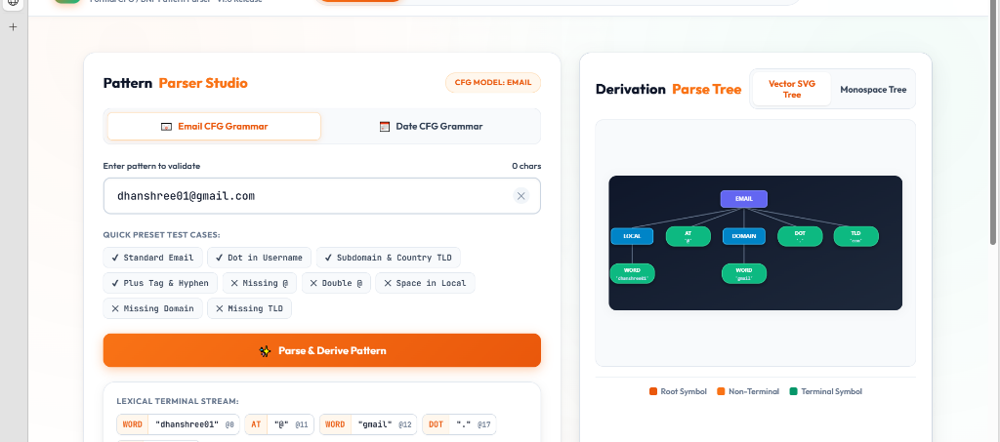 Formal CFG / BNF Pattern Parser · v1.0 Release
Pattern Parser Studio
CFG MODEL: EMAIL
Email CFG Grammar
Date CFG Grammar
Enter pattern to validate
0 chars
dhanshree01@gmail.com
QUICK PRESET TEST CASES:
✓ Standard Email
✓ Dot in Username
✓ Subdomain & Country TLD
✓ Plus Tag & Hyphen
✕ Missing @
✕ Double @
✕ Space in Local
✕ Missing Domain
✕ Missing TLD
Parse & Derive Pattern
LEXICAL TERMINAL STREAM:
WORD "dhanshree01" @0
AT "@" @11
WORD "gmail" @12
DOT "." @17
Derivation Parse Tree
Vector SVG
Tree
Monospace Tree
EMAIL
LOCAL
AT
"@"
DOMAIN
DOT
"."
TLD
"com"
WORD
"dhanshree01"
WORD
"gmail"
Root Symbol
Non-Terminal
Terminal Symbol